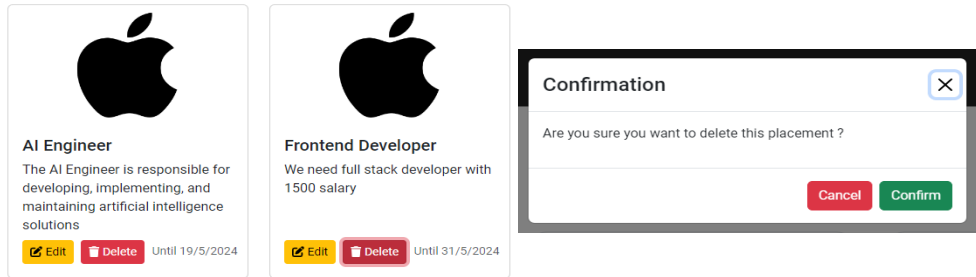 AI Engineer
The AI Engineer is responsible for
developing, implementing, and
maintaining artificial intelligence
solutions
Edit Delete Until 19/5/2024
Frontend Developer
We need full stack developer with
1500 salary
Edit Delete Until 31/5/2024
Confirmation
Are you sure you want to delete this placement ?
Cancel Confirm